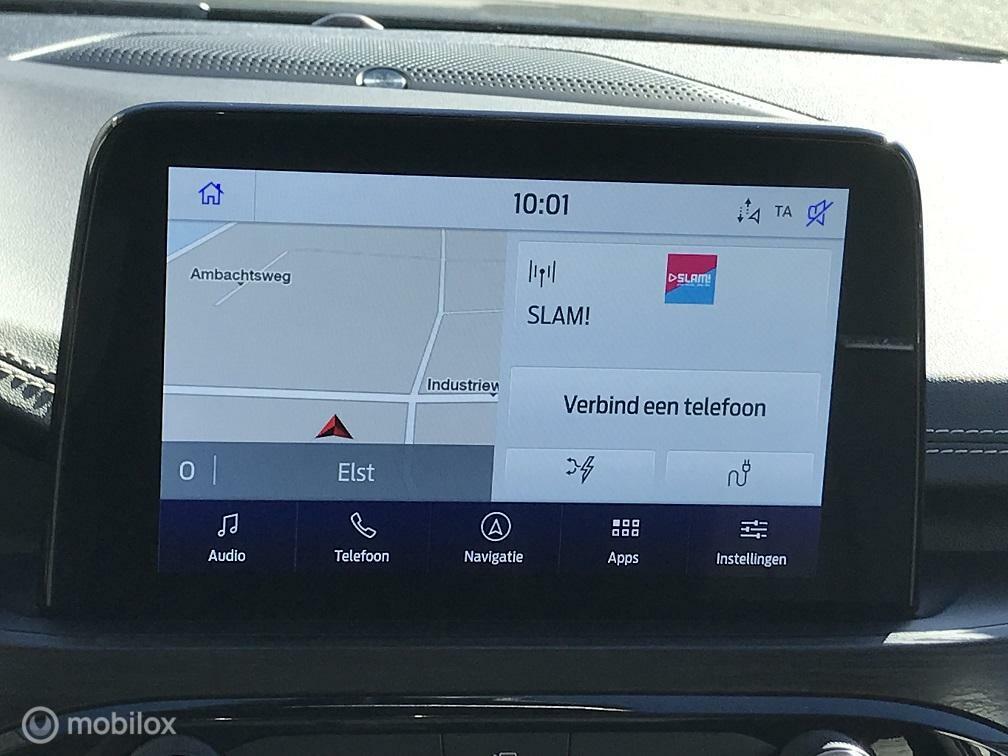 10:01
TA
Ambachtsweg
SLAM!
SLAM!
Industriew
Verbind een telefoon
0
Elst
Audio
Telefoon
Navigatie
Apps
Instellingen
mobilox